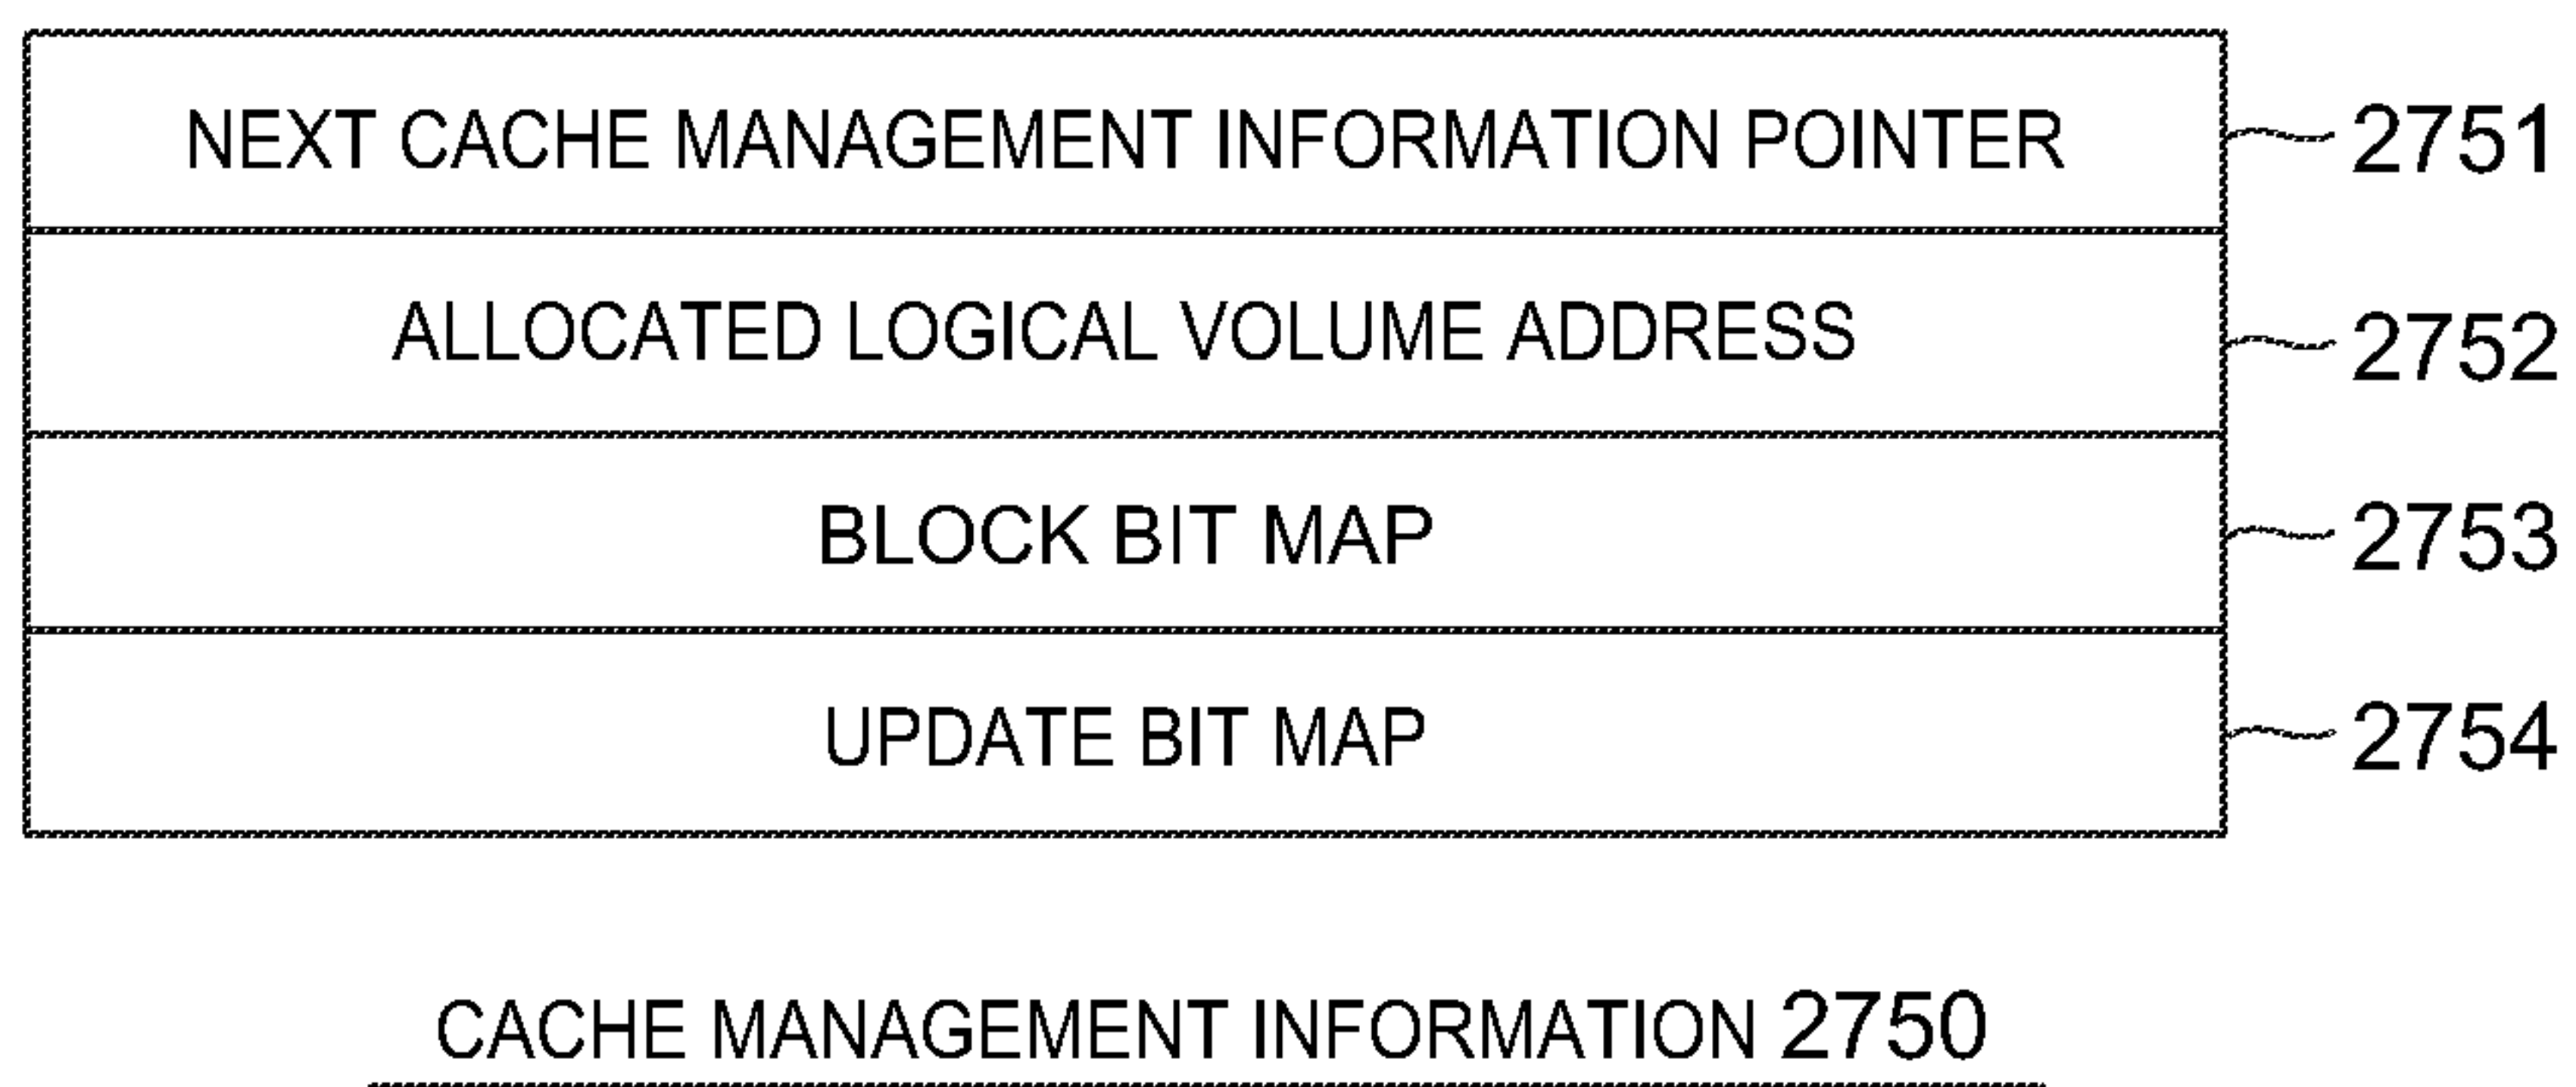 NEXT CACHE MANAGEMENT INFORMATION POINTER 2751
ALLOCATED LOGICAL VOLUME ADDRESS 2752
BLOCK BIT MAP 2753
UPDATE BIT MAP 2754
CACHE MANAGEMENT INFORMATION 2750